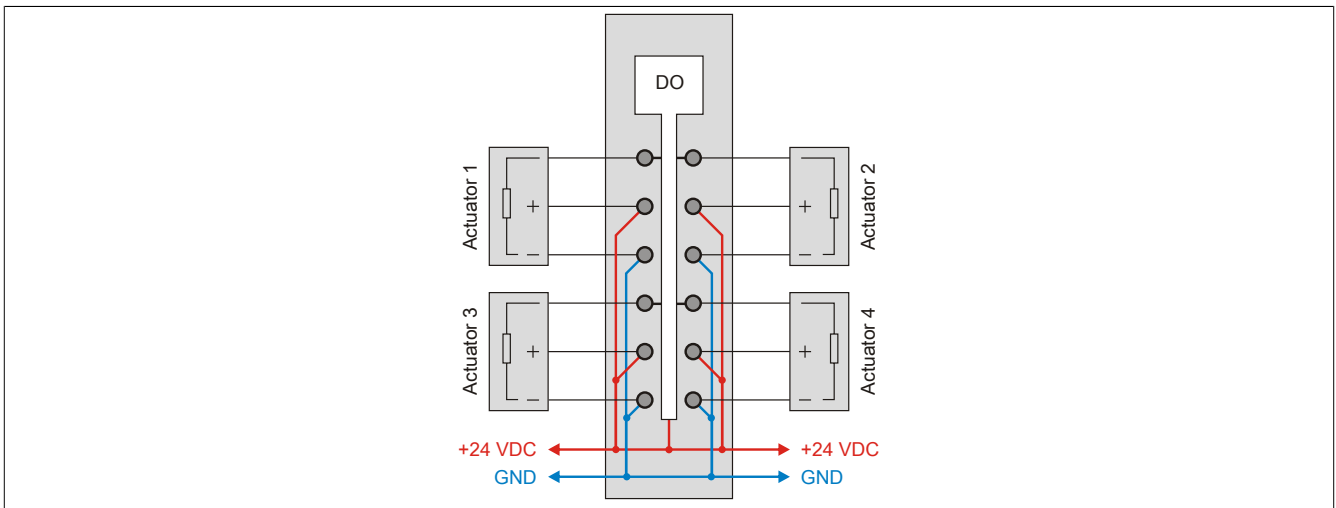 DO
Actuator 1
Actuator 2
+
+
−
−
Actuator 3
Actuator 4
+
+
−
−
+24 VDC
+24 VDC
GND
GND